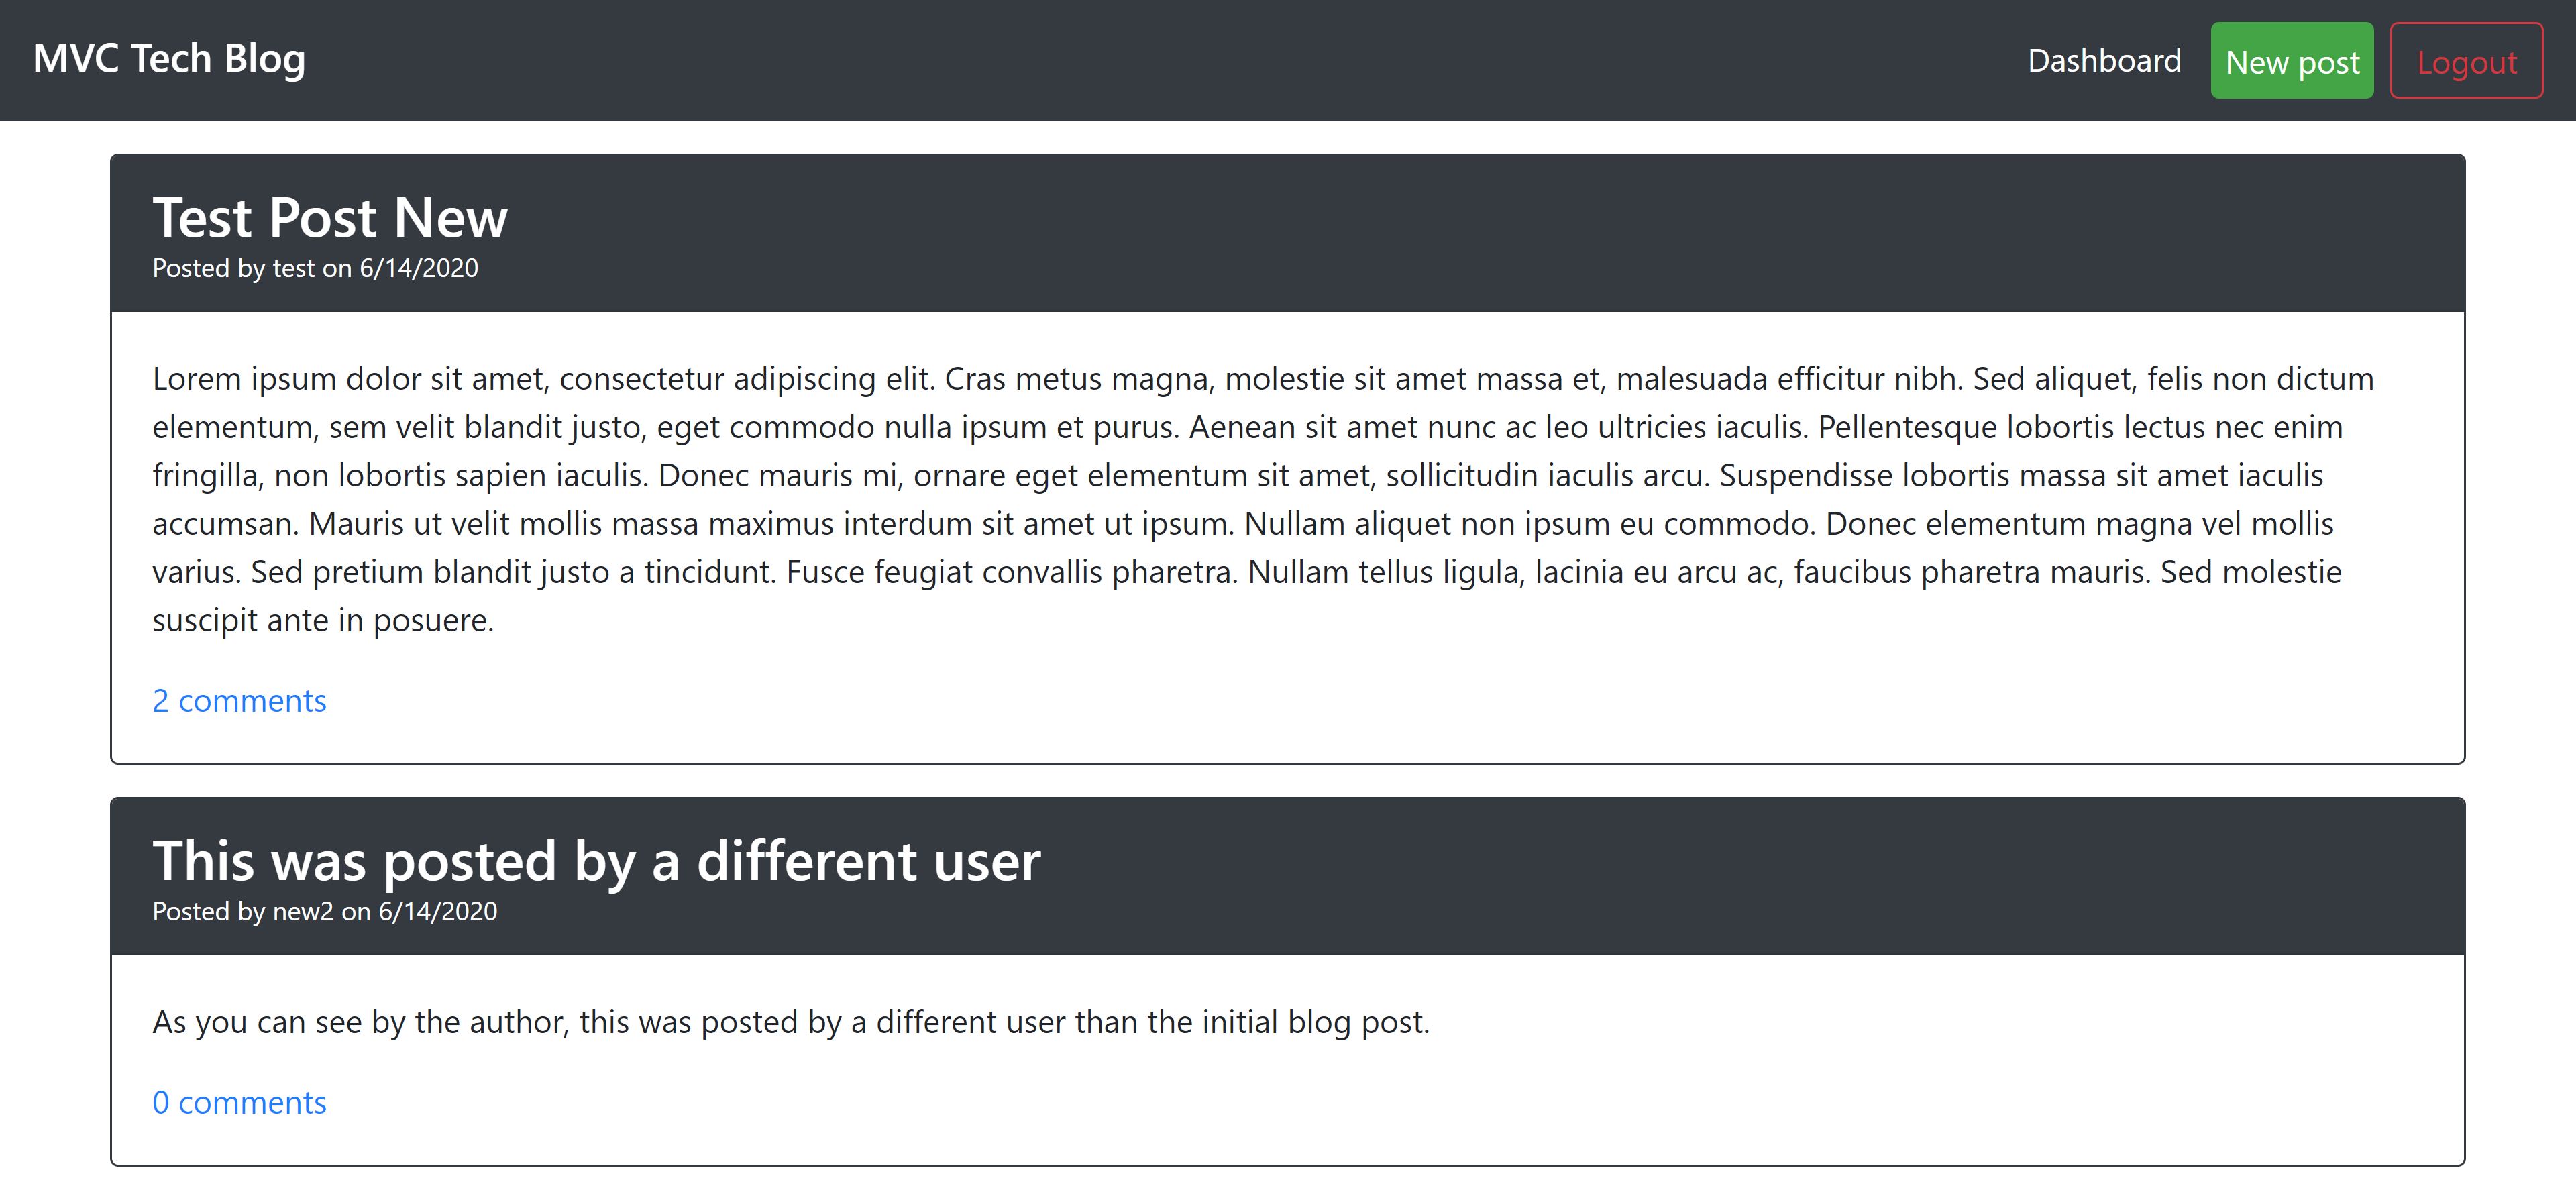 MVC Tech Blog
Dashboard
New post
Logout
Test Post New
Posted by test on 6/14/2020
Lorem ipsum dolor sit amet, consectetur adipiscing elit. Cras metus magna, molestie sit amet massa et, malesuada efficitur nibh. Sed aliquet, felis non dictum
elementum, sem velit blandit justo, eget commodo nulla ipsum et purus. Aenean sit amet nunc ac leo ultricies iaculis. Pellentesque lobortis lectus nec enim
fringilla, non lobortis sapien iaculis. Donec mauris mi, ornare eget elementum sit amet, sollicitudin iaculis arcu. Suspendisse lobortis massa sit amet iaculis
accumsan. Mauris ut velit mollis massa maximus interdum sit amet ut ipsum. Nullam aliquet non ipsum eu commodo. Donec elementum magna vel mollis
varius. Sed pretium blandit justo a tincidunt. Fusce feugiat convallis pharetra. Nullam tellus ligula, lacinia eu arcu ac, faucibus pharetra mauris. Sed molestie
suscipit ante in posuere.
2 comments
This was posted by a different user
Posted by new2 on 6/14/2020
As you can see by the author, this was posted by a different user than the initial blog post.
0 comments